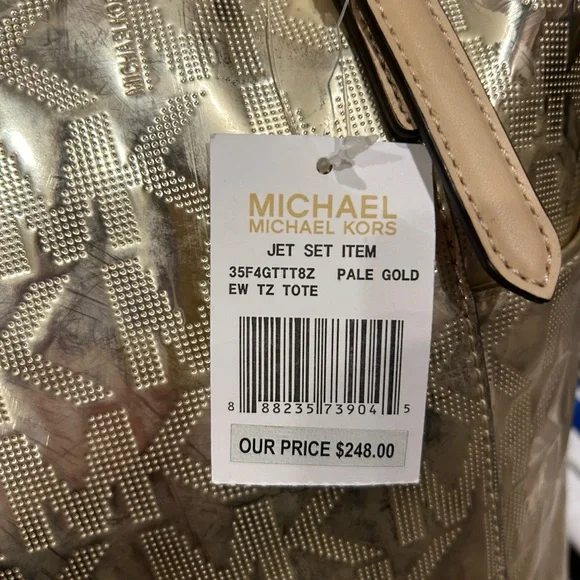 MICHAEL
MICHAEL
MICHAEL KORS
JET SET ITEM
35F4GTTT8Z PALE GOLD
EW TZ TOTE
8 88235 73904 5
OUR PRICE $248.00